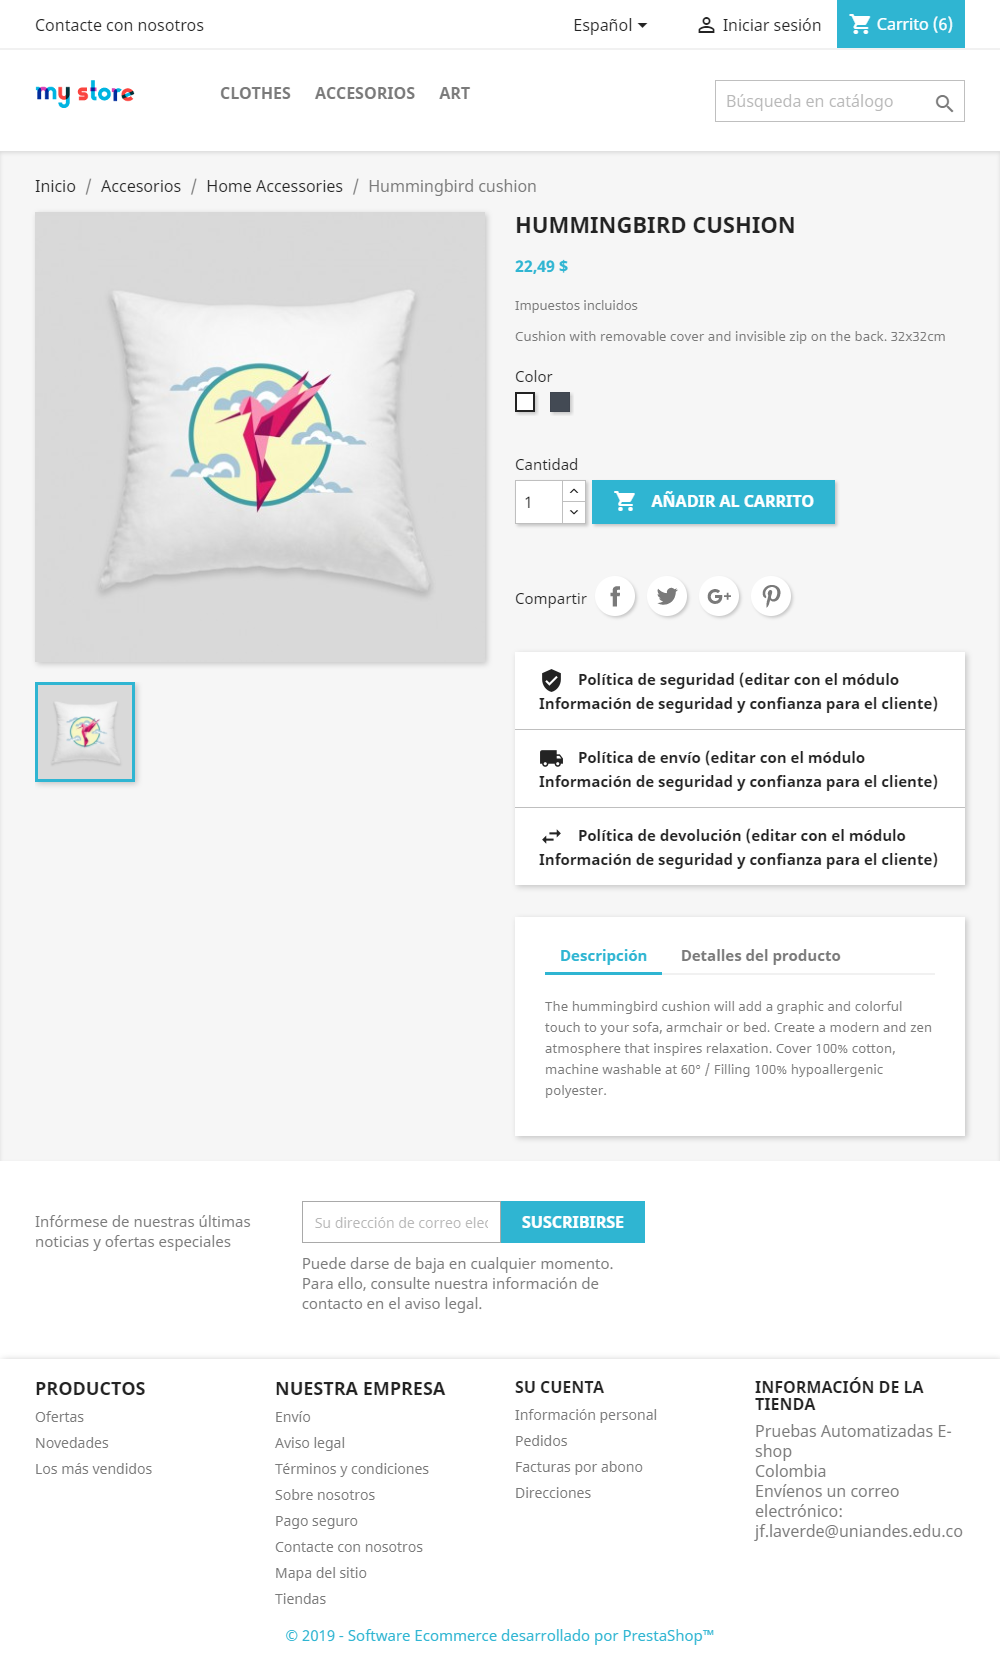 Contacte con nosotros
Español
Iniciar sesión
Carrito (6)
my store
CLOTHES
ACCESORIOS
ART
Búsqueda en catálogo
Inicio / Accesorios / Home Accessories / Hummingbird cushion
HUMMINGBIRD CUSHION
22,49 $
Impuestos incluidos
Cushion with removable cover and invisible zip on the back. 32x32cm
Color
Cantidad
1
AÑADIR AL CARRITO
Compartir
Política de seguridad (editar con el módulo
Información de seguridad y confianza para el cliente)
Política de envío (editar con el módulo
Información de seguridad y confianza para el cliente)
Política de devolución (editar con el módulo
Información de seguridad y confianza para el cliente)
Descripción
Detalles del producto
The hummingbird cushion will add a graphic and colorful
touch to your sofa, armchair or bed. Create a modern and zen
atmosphere that inspires relaxation. Cover 100% cotton,
machine washable at 60° / Filling 100% hypoallergenic
polyester.
Infórmese de nuestras últimas
noticias y ofertas especiales
Su dirección de correo elec
SUSCRIBIRSE
Puede darse de baja en cualquier momento.
Para ello, consulte nuestra información de
contacto en el aviso legal.
PRODUCTOS
Ofertas
Novedades
Los más vendidos
NUESTRA EMPRESA
Envío
Aviso legal
Términos y condiciones
Sobre nosotros
Pago seguro
Contacte con nosotros
Mapa del sitio
Tiendas
SU CUENTA
Información personal
Pedidos
Facturas por abono
Direcciones
INFORMACIÓN DE LA
TIENDA
Pruebas Automatizadas E-
shop
Colombia
Envíenos un correo
electrónico:
jf.laverde@uniandes.edu.co
© 2019 - Software Ecommerce desarrollado por PrestaShop™